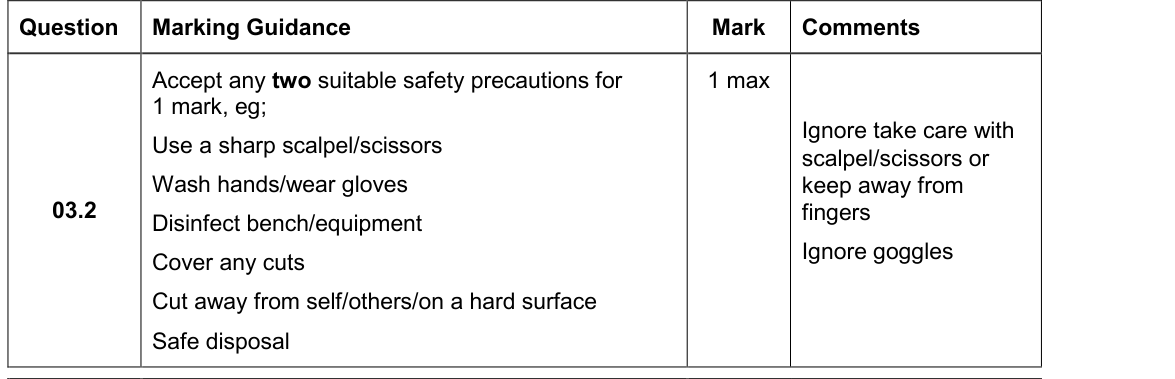 Question Marking Guidance Mark Comments
Accept any two suitable safety precautions for
1 mark, eg;
1 max
Use a sharp scalpel/scissors
Wash hands/wear gloves
03.2
Disinfect bench/equipment
Cover any cuts
Cut away from self/others/on a hard surface
Safe disposal
Ignore take care with
scalpel/scissors or
keep away from
fingers
Ignore goggles